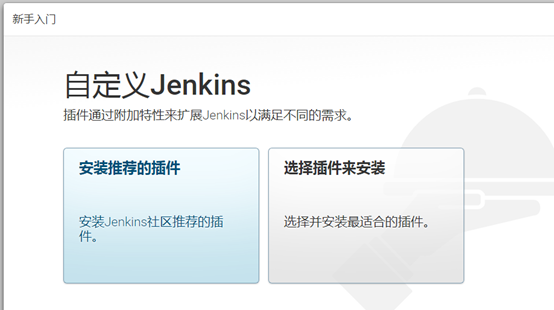 新手入门
自定义Jenkins
插件通过附加特性来扩展Jenkins以满足不同的需求。
安装推荐的插件
安装Jenkins社区推荐的插
件。
选择插件来安装
选择并安装最适合的插件。